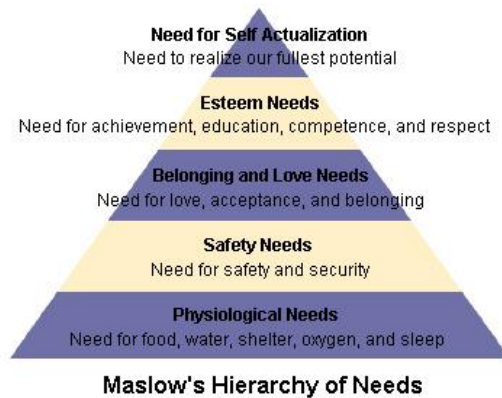 Need for Self Actualization
Need to realize our fullest potential
Esteem Needs
Need for achievement, education, competence, and respect
Belonging and Love Needs
Need for love, acceptance, and belonging
Safety Needs
Need for safety and security
Physiological Needs
Need for food, water, shelter, oxygen, and sleep
Maslow's Hierarchy of Needs